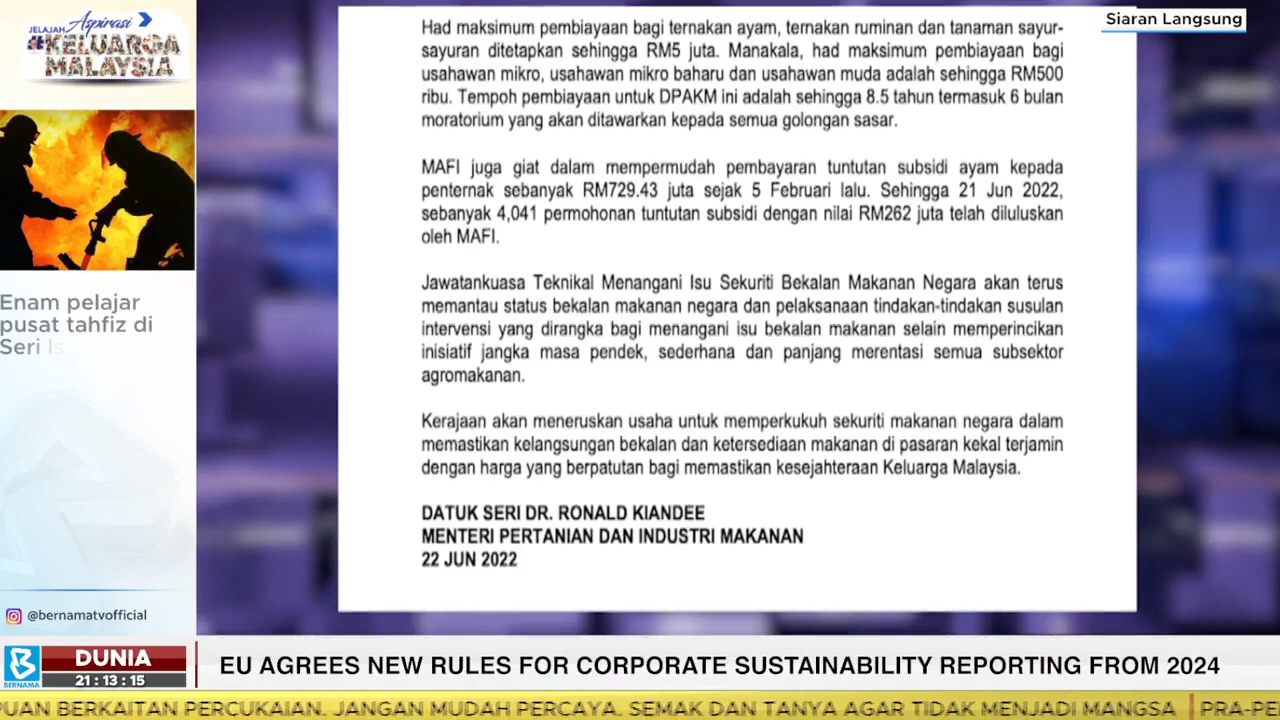 JELAJAH Aspirasi
#KELUARGA
MALAYSIA
Siaran Langsung
Had maksimum pembiayaan bagi ternakan ayam, ternakan ruminan dan tanaman sayur-
sayuran ditetapkan sehingga RM5 juta. Manakala, had maksimum pembiayaan bagi
usahawan mikro, usahawan mikro baharu dan usahawan muda adalah sehingga RM500
ribu. Tempoh pembiayaan untuk DPAKM ini adalah sehingga 8.5 tahun termasuk 6 bulan
moratorium yang akan ditawarkan kepada semua golongan sasar.
MAFI juga giat dalam mempermudah pembayaran tuntutan subsidi ayam kepada
penternak sebanyak RM729.43 juta sejak 5 Februari lalu. Sehingga 21 Jun 2022,
sebanyak 4,041 permohonan tuntutan subsidi dengan nilai RM262 juta telah diluluskan
oleh MAFI.
Jawatankuasa Teknikal Menangani Isu Sekuriti Bekalan Makanan Negara akan terus
memantau status bekalan makanan negara dan pelaksanaan tindakan-tindakan susulan
intervensi yang dirangka bagi menangani isu bekalan makanan selain memperincikan
inisiatif jangka masa pendek, sederhana dan panjang merentasi semua subsektor
agromakanan.
Kerajaan akan meneruskan usaha untuk memperkukuh sekuriti makanan negara dalam
memastikan kelangsungan bekalan dan ketersediaan makanan di pasaran kekal terjamin
dengan harga yang berpatutan bagi memastikan kesejahteraan Keluarga Malaysia.
DATUK SERI DR. RONALD KIANDEE
MENTERI PERTANIAN DAN INDUSTRI MAKANAN
22 JUN 2022
Enam pelajar
pusat tahfiz di
Seri Is
@bernamatvofficial
BERNAMA
DUNIA
21:13:15
EU AGREES NEW RULES FOR CORPORATE SUSTAINABILITY REPORTING FROM 2024
PUAN BERKAITAN PERCUKAIAN. JANGAN MUDAH PERCAYA. SEMAK DAN TANYA AGAR TIDAK MENJADI MANGSA | PRA-PE